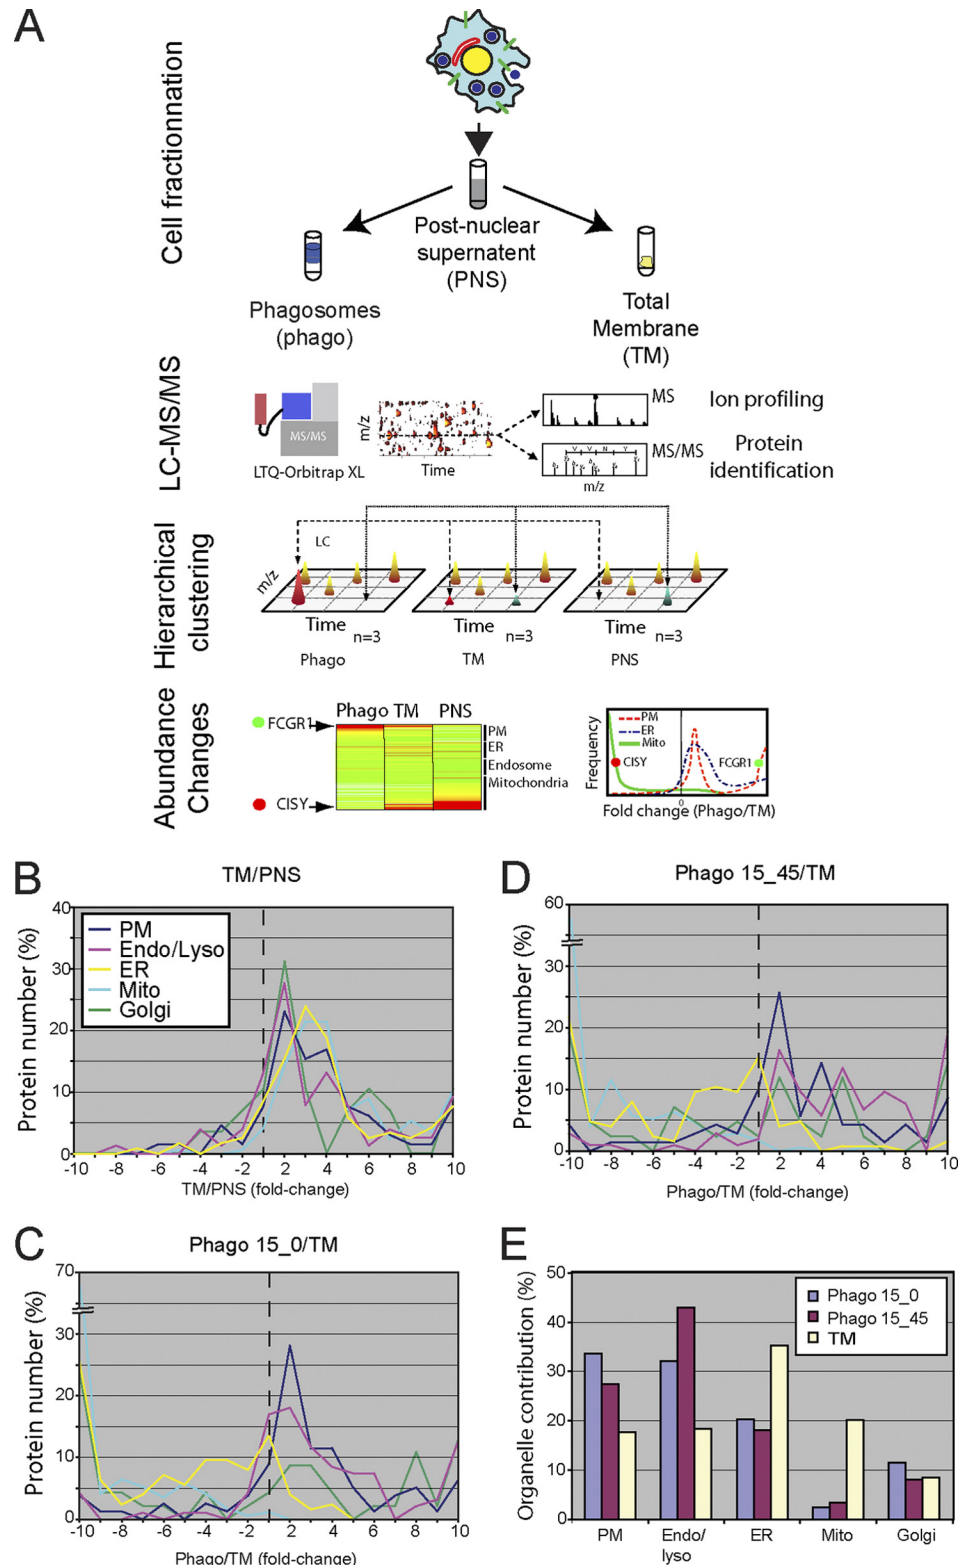 A
Cell fractionnation
Post-nuclear
supernatent
(PNS)
Phagosomes
(phago)
Total
Membrane
(TM)
LC-MS/MS
MS/MS
LTQ-Orbitrap XL
m/z
Time
MS
MS/MS
m/z
Ion profiling
Protein
identification
Hierarchical
clustering
LC
m/z
Time
n=3
Phago
Time
n=3
TM
Time
n=3
PNS
Abundance
Changes
FCGR1
CISY
Phago TM PNS
PM
ER
Endosome
Mitochondria
Frequency
PM
ER
Mito
CISY
FCGR1
0
Fold change (Phago/TM)
B
TM/PNS
Protein number (%)
40
30
20
10
0
PM
Endo/Lyso
ER
Mito
Golgi
-10 -8 -6 -4 -2 2 4 6 8 10
TM/PNS (fold-change)
D
Phago 15_45/TM
Protein number (%)
60
30
20
10
0
-10 -8 -6 -4 -2 2 4 6 8 10
Phago/TM (fold-change)
C
Phago 15_0/TM
Protein number (%)
70
30
20
10
0
-10 -8 -6 -4 -2 2 4 6 8 10
Phago/TM (fold-change)
E
Organelle contribution (%)
50
40
30
20
10
0
Phago 15_0
Phago 15_45
TM
PM Endo/ ER Mito Golgi
lyso